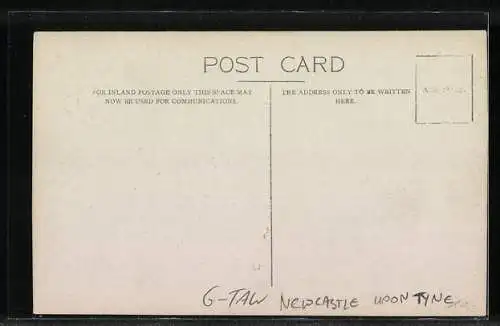 POST CARD
FOR INLAND POSTAGE ONLY THIS SPACE MAY
NOW BE USED FOR COMMUNICATIONS.
THE ADDRESS ONLY TO BE WRITTEN
HERE.
G-TAW NEWCASTLE UPON TYNE